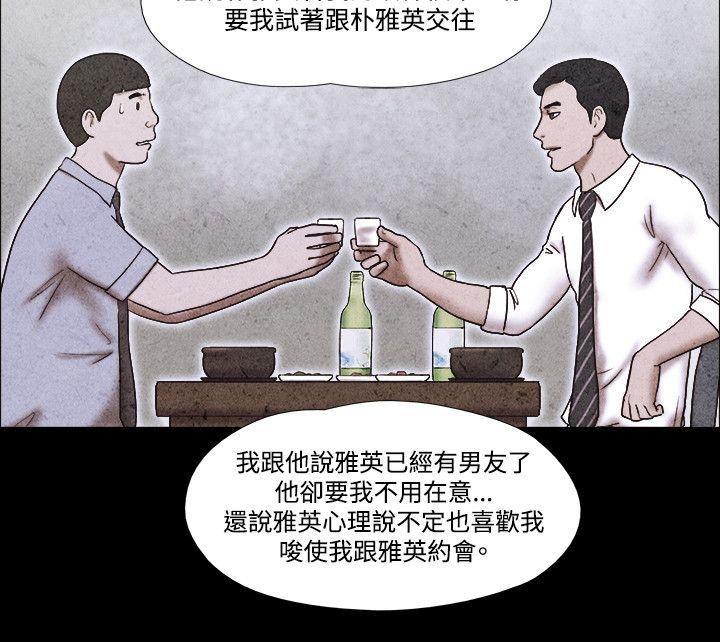 要我試著跟朴雅英交往
我跟他說雅英已經有男友了
他卻要我不用在意...
還說雅英心理說不定也喜歡我
唆使我跟雅英約會。